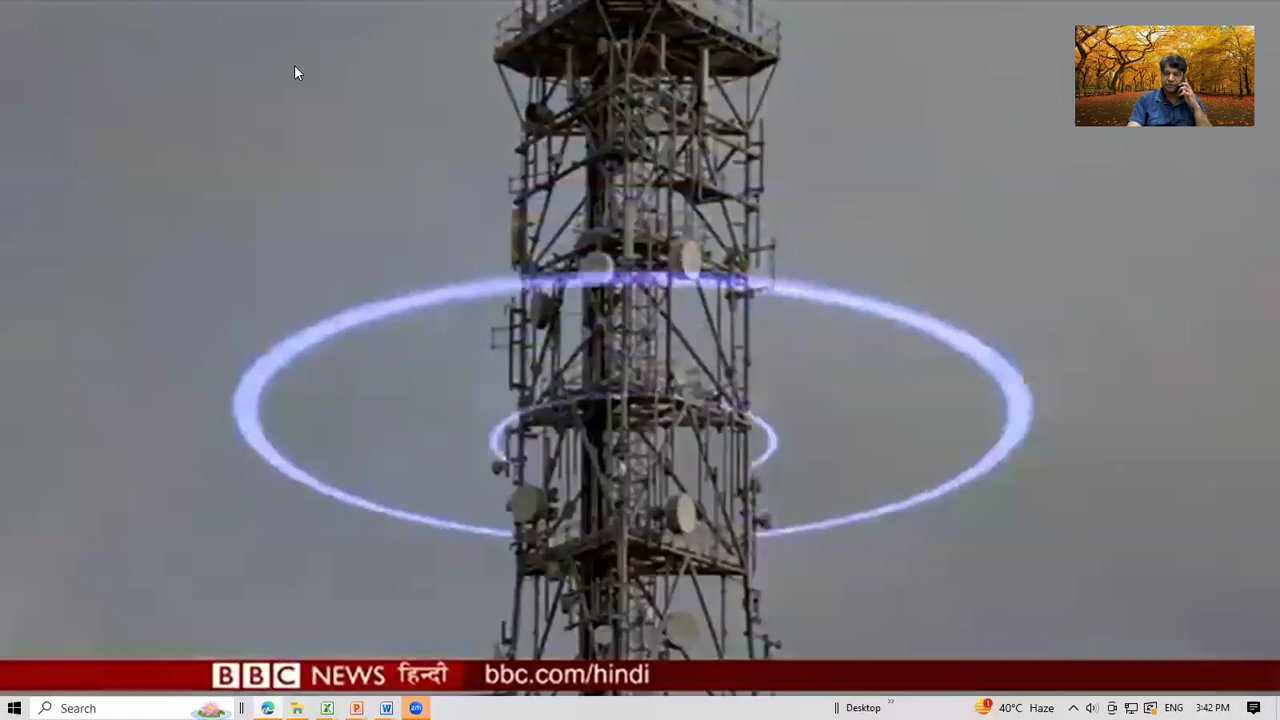 BBC NEWS हिन्दी bbc.com/hindi
Search
Desktop
40°C Haze
ENG
3:42 PM